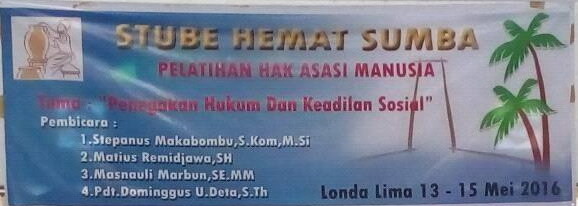 STUBE HEMAT SUMBA
PELATIHAN HAK ASASI MANUSIA
Tema : "Penegakan Hukum Dan Keadilan Sosial"
Pembicara :
1.Stepanus Makabombu,S.Kom,M.Si
2.Matius Remidjawa,SH
3.Masnauli Marbun,SE.MM
4.Pdt.Dominggus U.Deta,S.Th
Londa Lima 13 - 15 Mei 2016